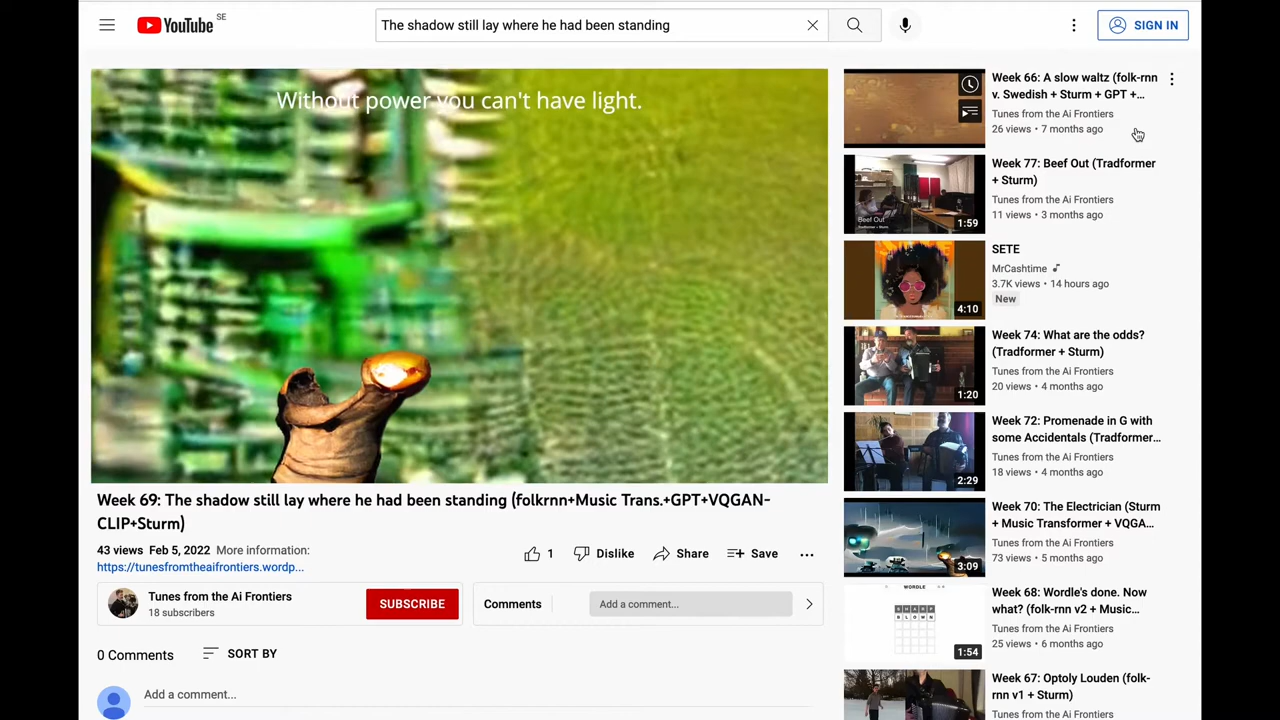 YouTube SE
The shadow still lay where he had been standing
SIGN IN
Without power you can't have light.
Week 69: The shadow still lay where he had been standing (folkrnn+Music Trans.+GPT+VQGAN-
CLIP+Sturm)
43 views Feb 5, 2022 More information:
https://tunesfromtheaifrontiers.wordp...
1 Dislike Share Save
Tunes from the Ai Frontiers
18 subscribers
SUBSCRIBE
Comments
Add a comment...
0 Comments
SORT BY
Add a comment...
Week 66: A slow waltz (folk-rnn
v. Swedish + Sturm + GPT +...
Tunes from the Ai Frontiers
26 views • 7 months ago
Beef Out
1:59
Week 77: Beef Out (Tradformer
+ Sturm)
Tunes from the Ai Frontiers
11 views • 3 months ago
4:10
SETE
MrCashtime
3.7K views • 14 hours ago
New
1:20
Week 74: What are the odds?
(Tradformer + Sturm)
Tunes from the Ai Frontiers
20 views • 4 months ago
2:29
Week 72: Promenade in G with
some Accidentals (Tradformer...
Tunes from the Ai Frontiers
18 views • 4 months ago
3:09
Week 70: The Electrician (Sturm
+ Music Transformer + VQGA...
Tunes from the Ai Frontiers
73 views • 5 months ago
WORDLE
1:54
Week 68: Wordle's done. Now
what? (folk-rnn v2 + Music...
Tunes from the Ai Frontiers
25 views • 6 months ago
Week 67: Optoly Louden (folk-
rnn v1 + Sturm)
Tunes from the Ai Frontiers